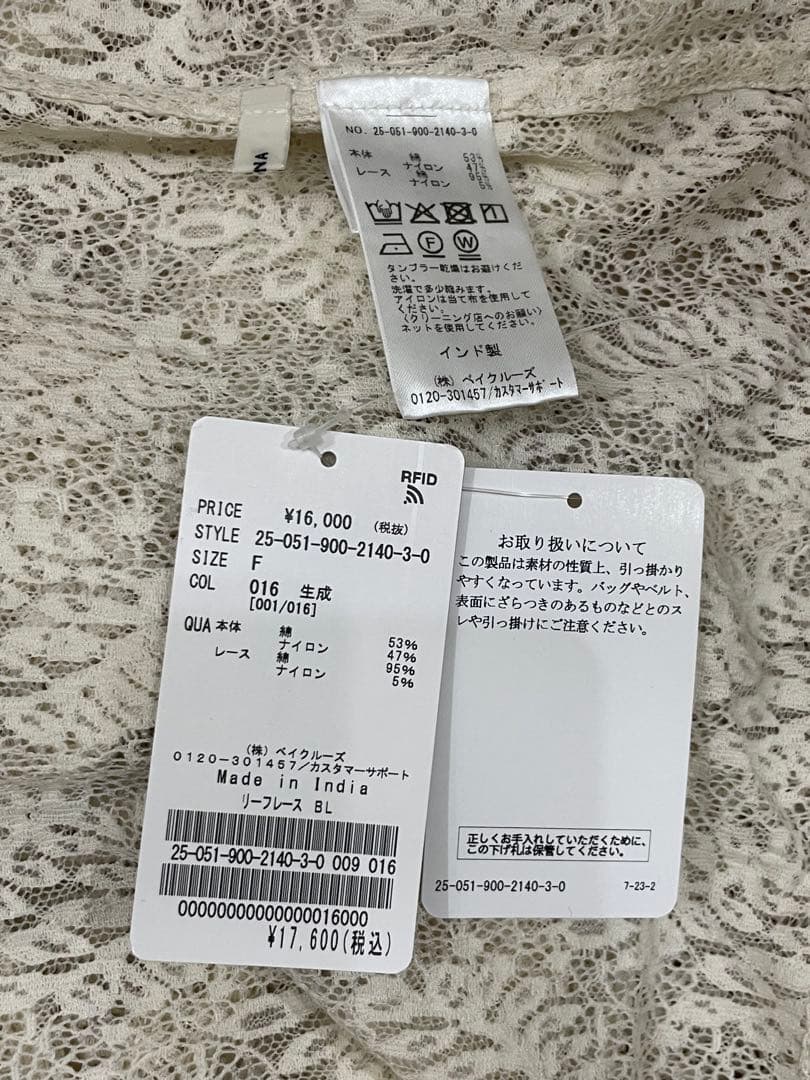 NA
NO. 25-051-900-2140-3-0
本体 綿 53%
ナイロン 47%
レース 綿 95%
ナイロン 5%
タンブラー乾燥はお避けくだ
さい。
洗濯で多少縮みます。
アイロンは当て布を使用して
ください。
〈クリーニング店へのお願い〉
ネットを使用してください。
インド製
(株) ベイクルーズ
0120-301457/カスタマーサポート
RFID
PRICE ¥16,000 (税抜)
STYLE 25-051-900-2140-3-0
SIZE F
COL 016 生成
[001/016]
QUA 本体 綿 53%
ナイロン 47%
レース 綿 95%
ナイロン 5%
(株) ベイクルーズ
0120-301457/カスタマーサポート
Made in India
リーフレース BL
25-051-900-2140-3-0 009 016
00000000000000016000
¥17,600(税込)
お取り扱いについて
この製品は素材の性質上、引っ掛かり
やすくなっています。バッグやベルト、
表面にざらつきのあるものなどとのス
レや引っ掛けにご注意ください。
正しくお手入れしていただくために、
この下げ札は保管してください。
25-051-900-2140-3-0 7-23-2